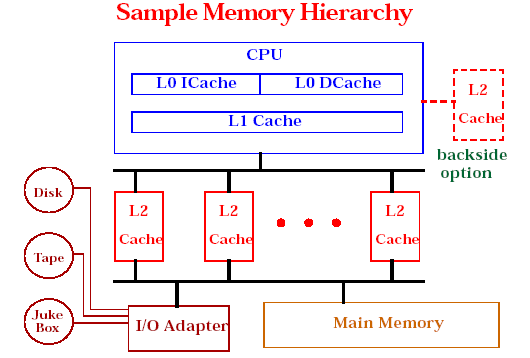 Sample Memory Hierarchy
CPU
L0 ICache
L0 DCache
L1 Cache
L2
Cache
backside
option
Disk
Tape
Juke
Box
L2
Cache
L2
Cache
L2
Cache
I/O Adapter
Main Memory